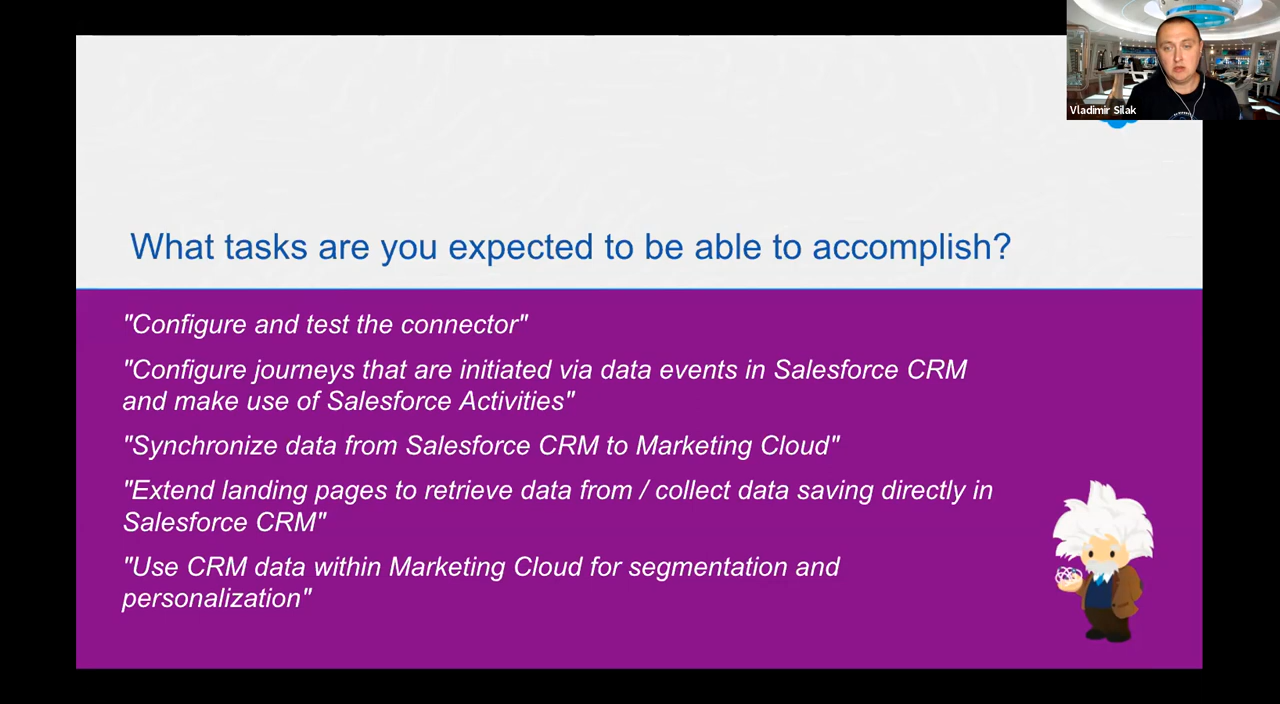 Vladimir Silak
What tasks are you expected to be able to accomplish?
"Configure and test the connector"
"Configure journeys that are initiated via data events in Salesforce CRM
and make use of Salesforce Activities"
"Synchronize data from Salesforce CRM to Marketing Cloud"
"Extend landing pages to retrieve data from / collect data saving directly in
Salesforce CRM"
"Use CRM data within Marketing Cloud for segmentation and
personalization"